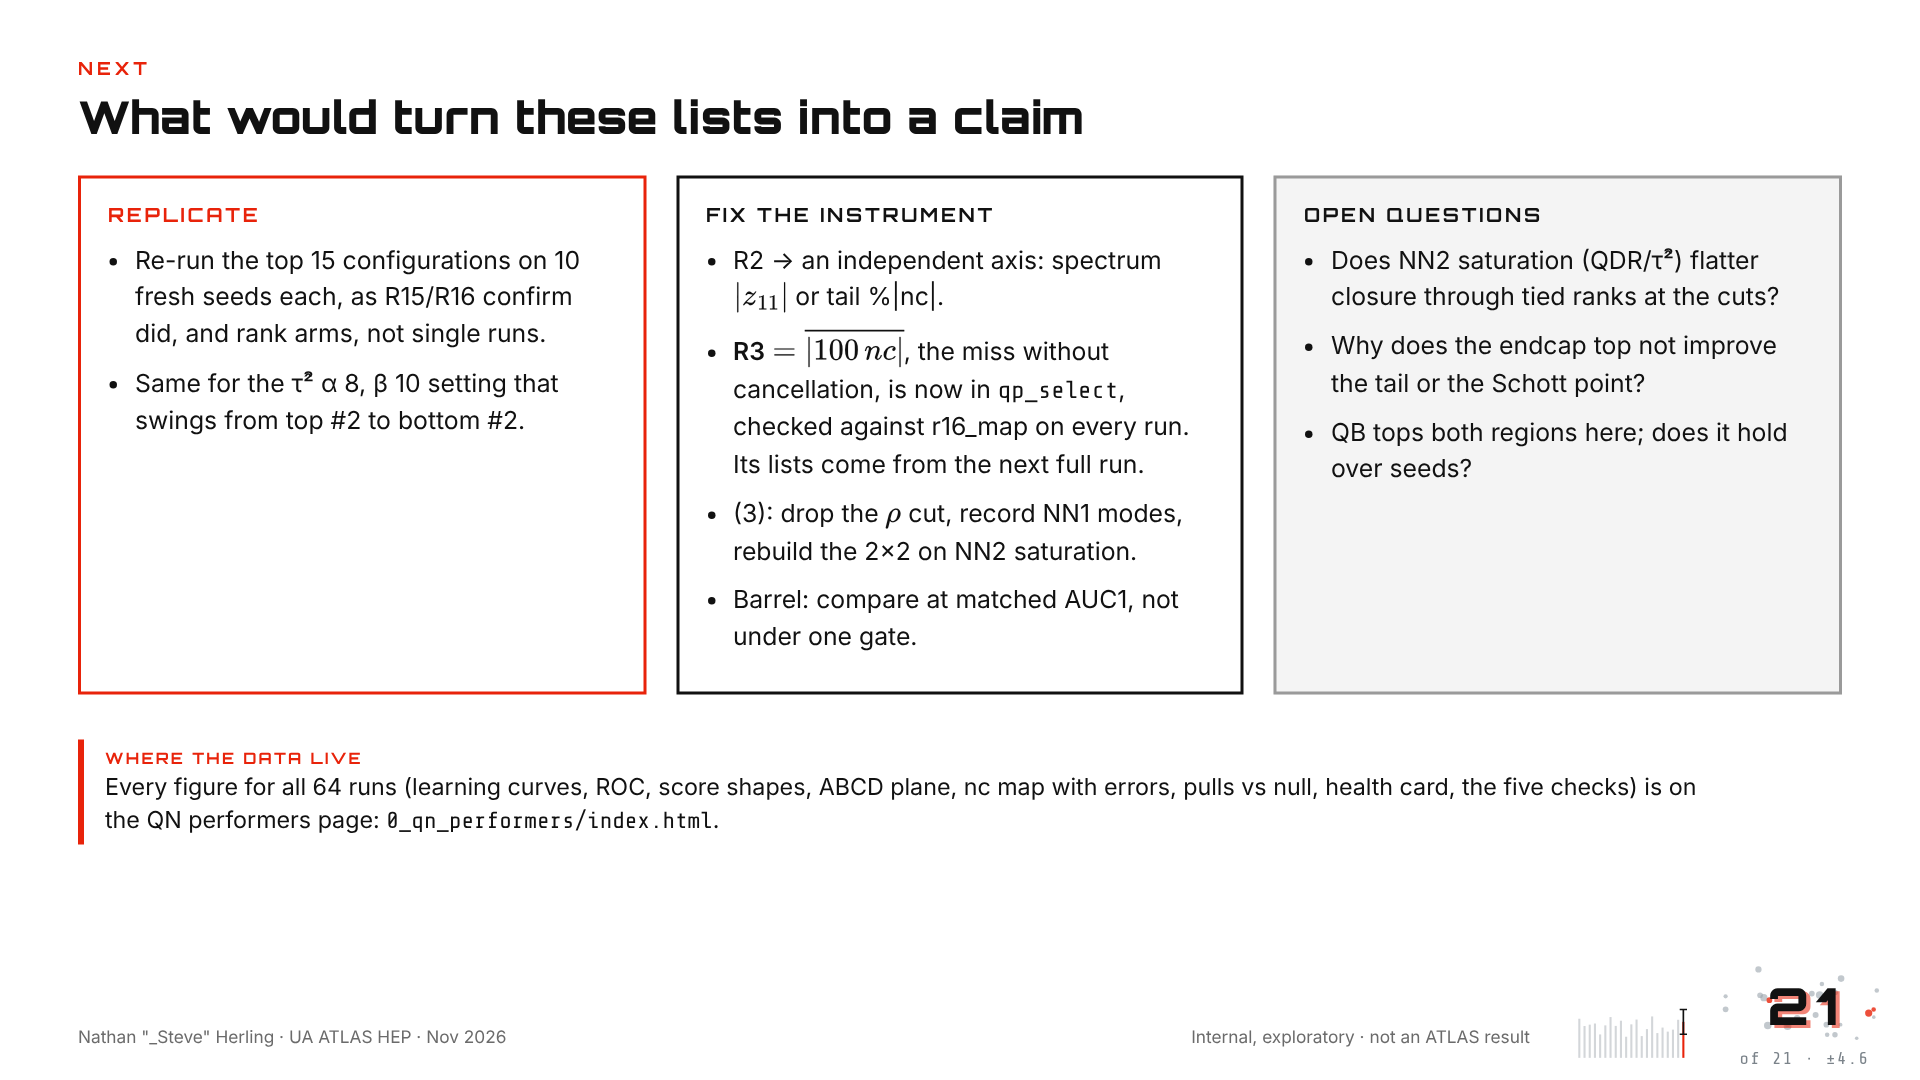 NEXT
What would turn these lists into a claim
REPLICATE
• Re-run the top 15 configurations on 10
fresh seeds each, as R15/R16 confirm
did, and rank arms, not single runs.
• Same for the τ² α 8, β 10 setting that
swings from top #2 to bottom #2.
FIX THE INSTRUMENT
• R2 → an independent axis: spectrum
|z₁₁| or tail %|nc|.
• R3 = |100 nc|, the miss without
cancellation, is now in qp_select,
checked against r16_map on every run.
Its lists come from the next full run.
• (3): drop the ρ cut, record NN1 modes,
rebuild the 2×2 on NN2 saturation.
• Barrel: compare at matched AUC1, not
under one gate.
OPEN QUESTIONS
• Does NN2 saturation (QDR/τ²) flatter
closure through tied ranks at the cuts?
• Why does the endcap top not improve
the tail or the Schott point?
• QB tops both regions here; does it hold
over seeds?
WHERE THE DATA LIVE
Every figure for all 64 runs (learning curves, ROC, score shapes, ABCD plane, nc map with errors, pulls vs null, health card, the five checks) is on
the QN performers page: 0_qn_performers/index.html.
Nathan "_Steve" Herling · UA ATLAS HEP · Nov 2026
Internal, exploratory · not an ATLAS result
21
of 21 · ±4.6